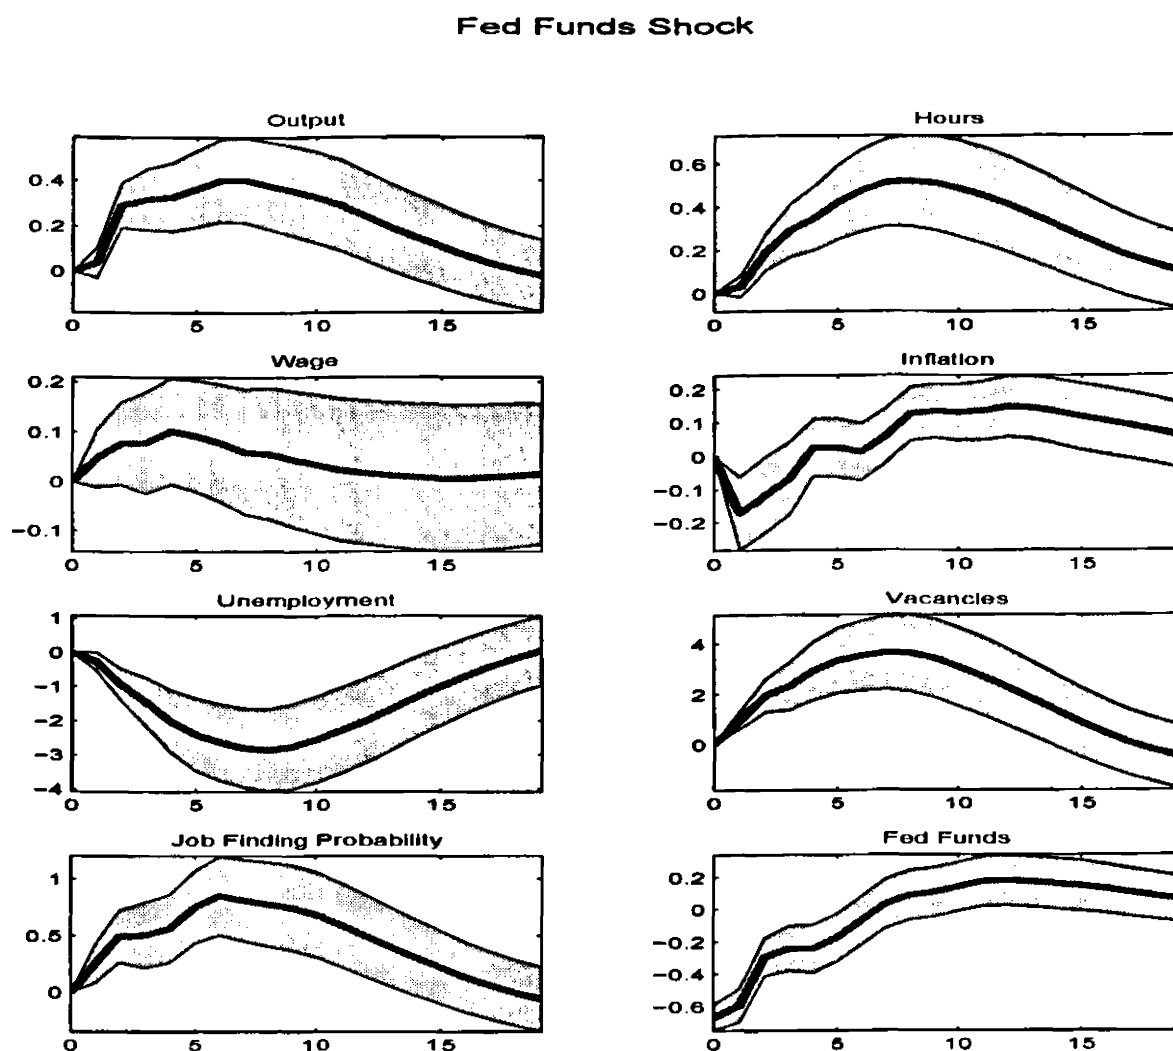 Fed Funds Shock
Output
0.4
0.2
0
0 5 10 15
Hours
0.6
0.4
0.2
0
0 5 10 15
Wage
0.2
0.1
0
−0.1
0 5 10 15
Inflation
0.2
0.1
0
−0.1
−0.2
0 5 10 15
Unemployment
1
0
−1
−2
−3
−4
0 5 10 15
Vacancies
4
2
0
0 5 10 15
Job Finding Probability
1
0.5
0
0 5 10 15
Fed Funds
0.2
0
−0.2
−0.4
−0.6
0 5 10 15